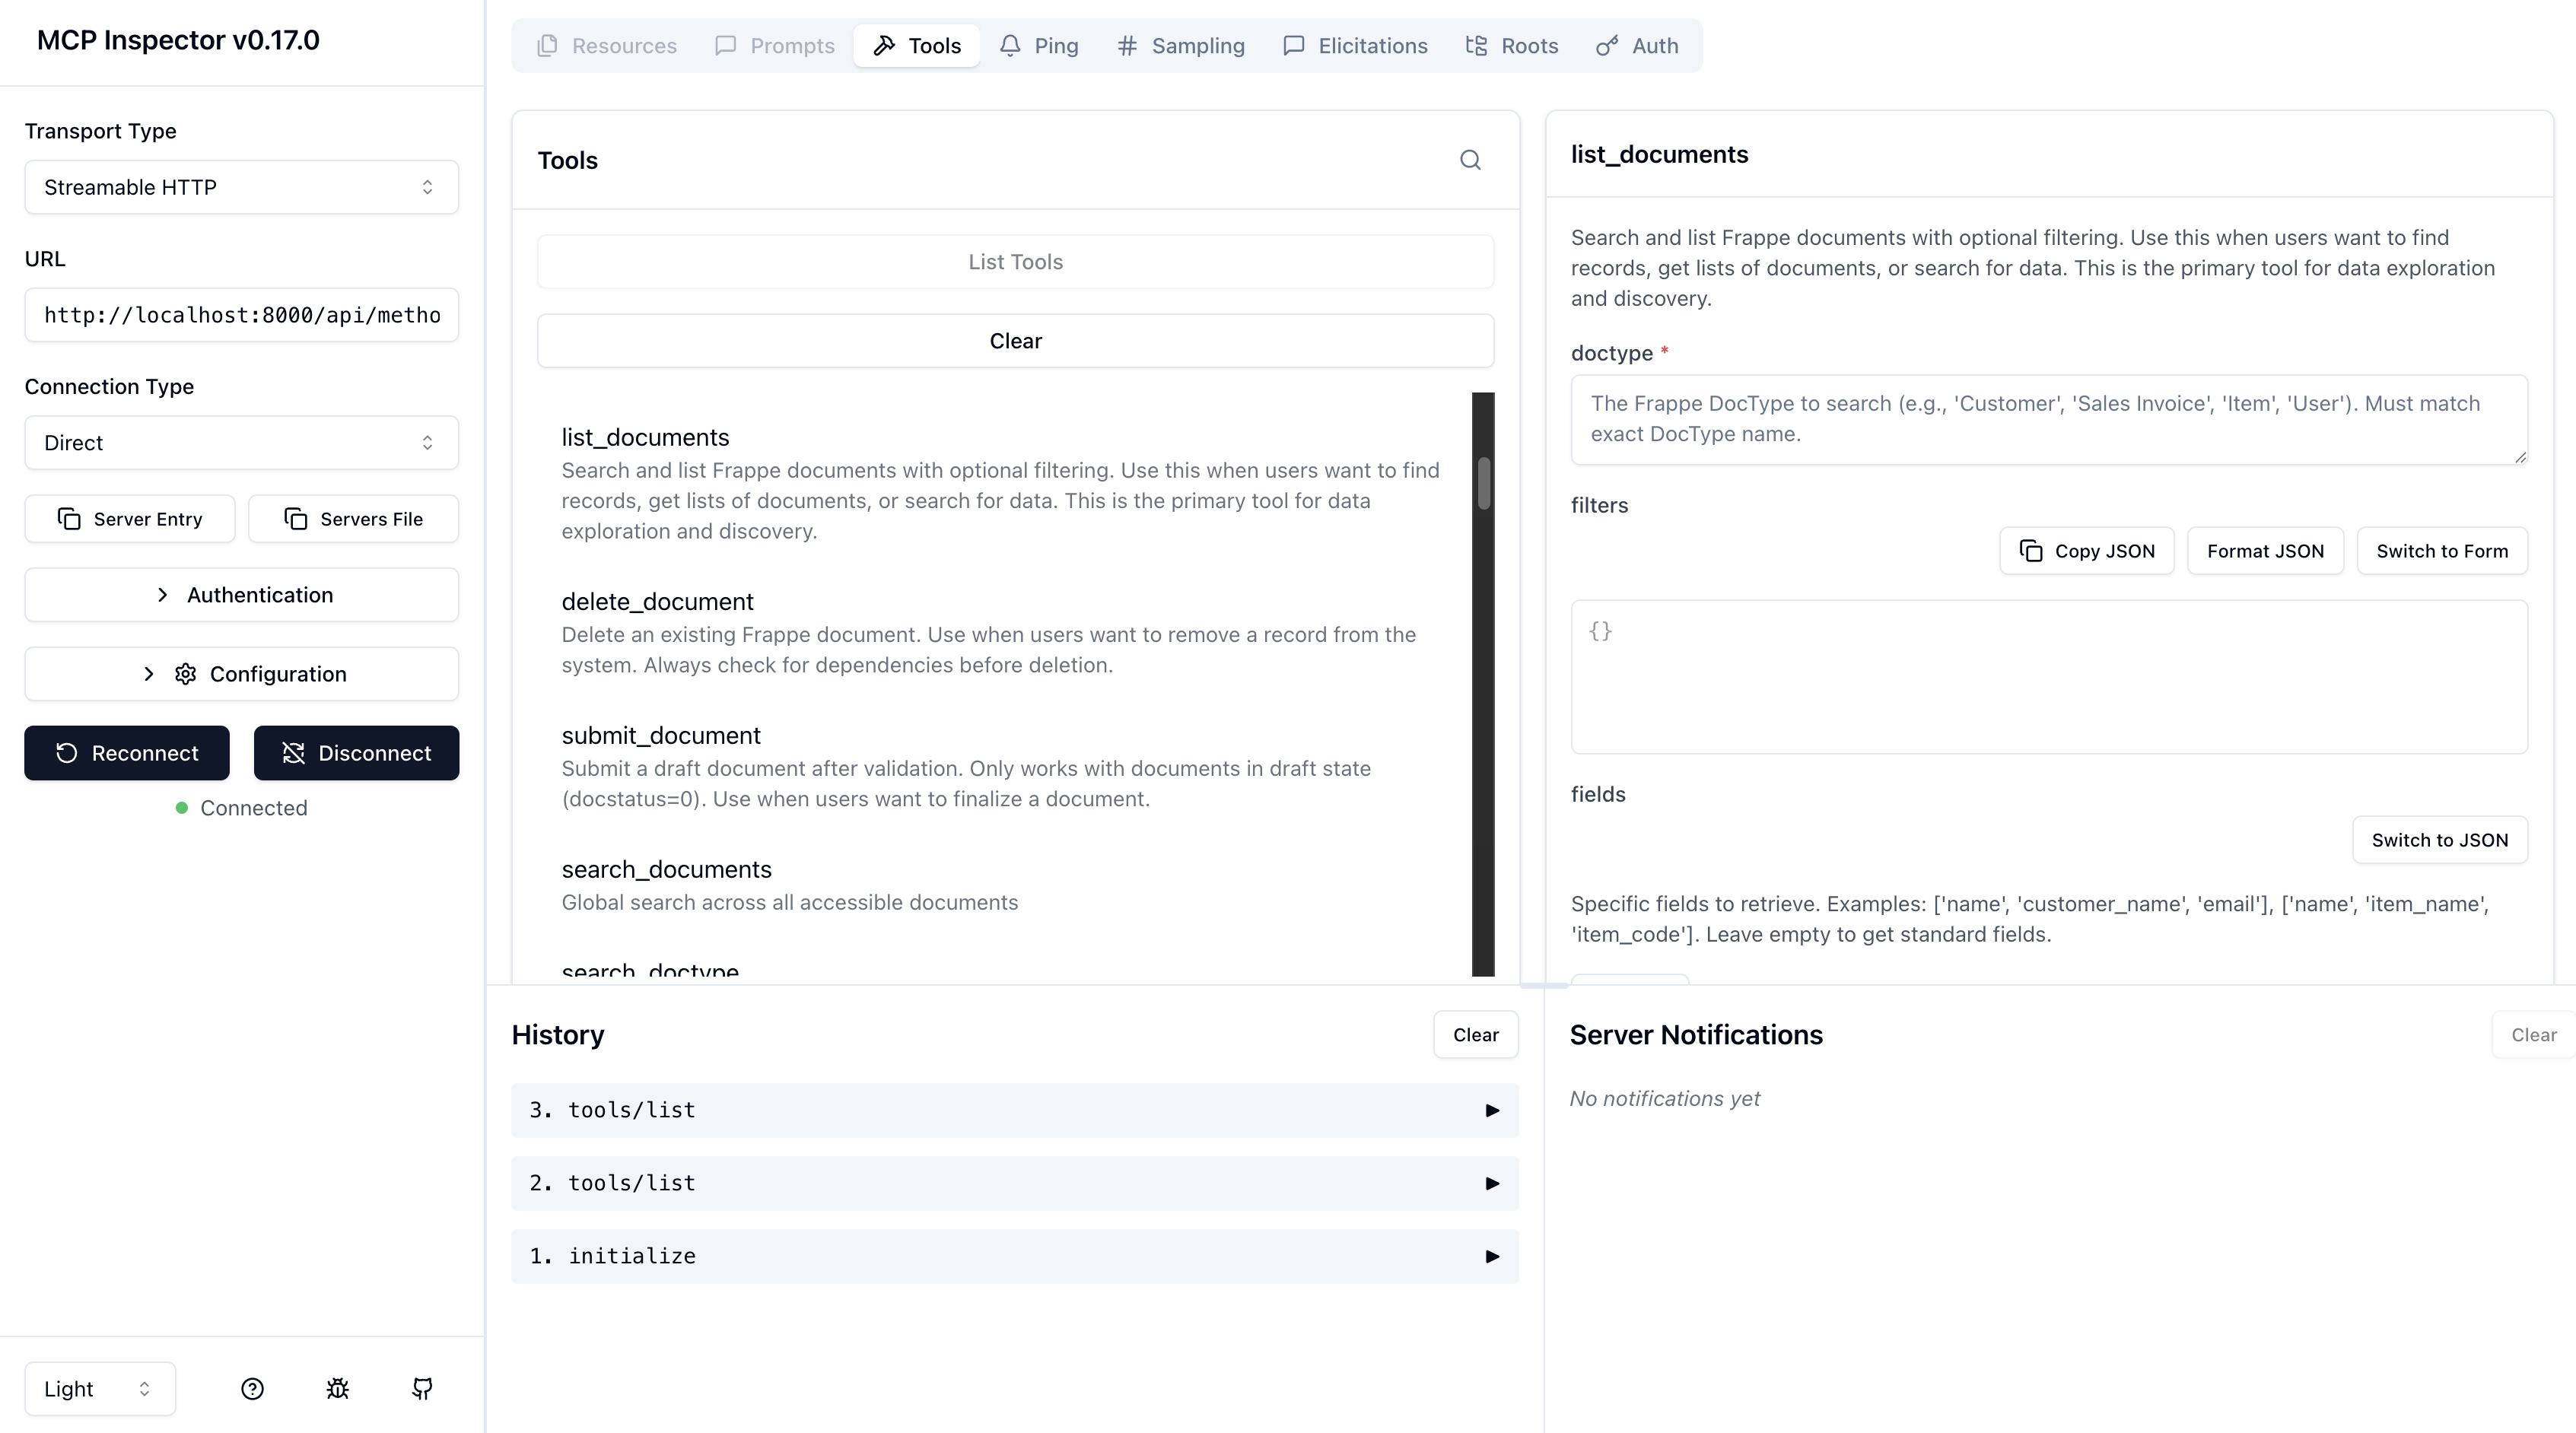 MCP Inspector v0.17.0
Transport Type
Streamable HTTP
URL
http://localhost:8000/api/metho
Connection Type
Direct
Server Entry
Servers File
Authentication
Configuration
Reconnect
Disconnect
Connected
Light
Resources
Prompts
Tools
Ping
Sampling
Elicitations
Roots
Auth
Tools
List Tools
Clear
list_documents
Search and list Frappe documents with optional filtering. Use this when users want to find
records, get lists of documents, or search for data. This is the primary tool for data
exploration and discovery.
delete_document
Delete an existing Frappe document. Use when users want to remove a record from the
system. Always check for dependencies before deletion.
submit_document
Submit a draft document after validation. Only works with documents in draft state
(docstatus=0). Use when users want to finalize a document.
search_documents
Global search across all accessible documents
search_doctype
list_documents
Search and list Frappe documents with optional filtering. Use this when users want to find
records, get lists of documents, or search for data. This is the primary tool for data exploration
and discovery.
doctype *
The Frappe DocType to search (e.g., 'Customer', 'Sales Invoice', 'Item', 'User'). Must match
exact DocType name.
filters
Copy JSON
Format JSON
Switch to Form
{}
fields
Switch to JSON
Specific fields to retrieve. Examples: ['name', 'customer_name', 'email'], ['name', 'item_name',
'item_code']. Leave empty to get standard fields.
History
Clear
3. tools/list
2. tools/list
1. initialize
Server Notifications
Clear
No notifications yet